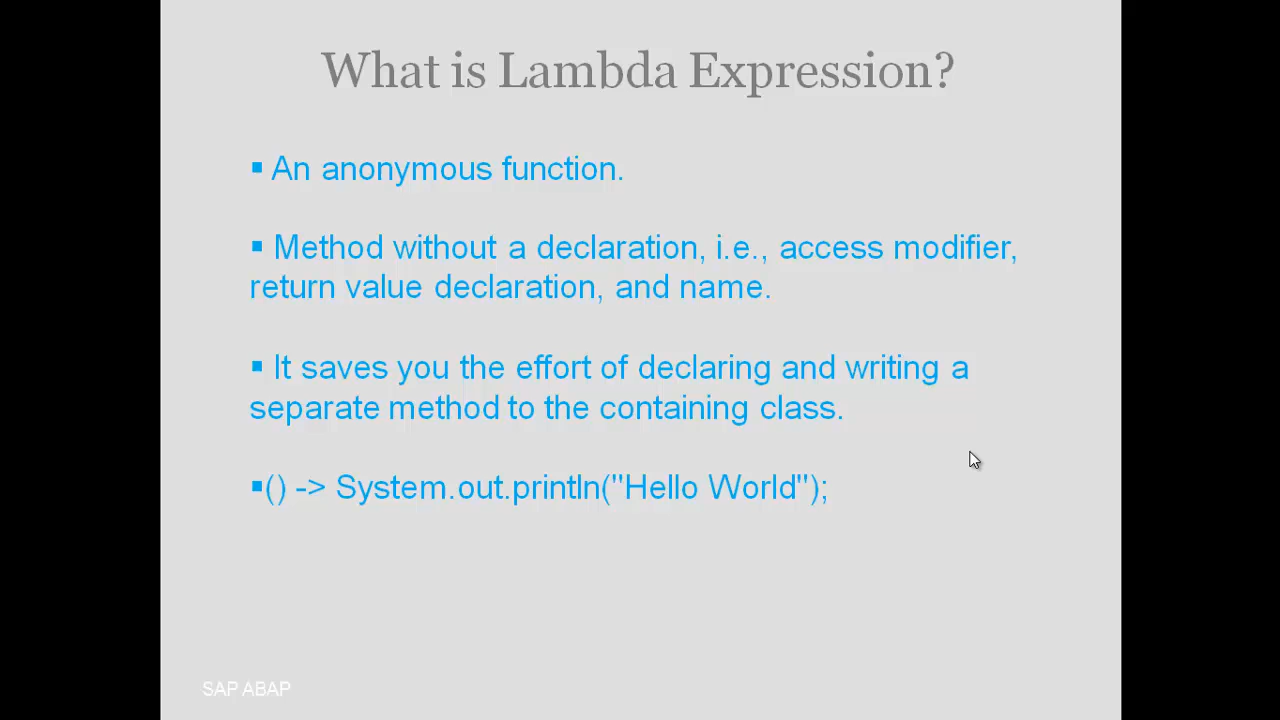 What is Lambda Expression?
▪ An anonymous function.
▪ Method without a declaration, i.e., access modifier,
return value declaration, and name.
▪ It saves you the effort of declaring and writing a
separate method to the containing class.
▪() -> System.out.println("Hello World");
SAP ABAP